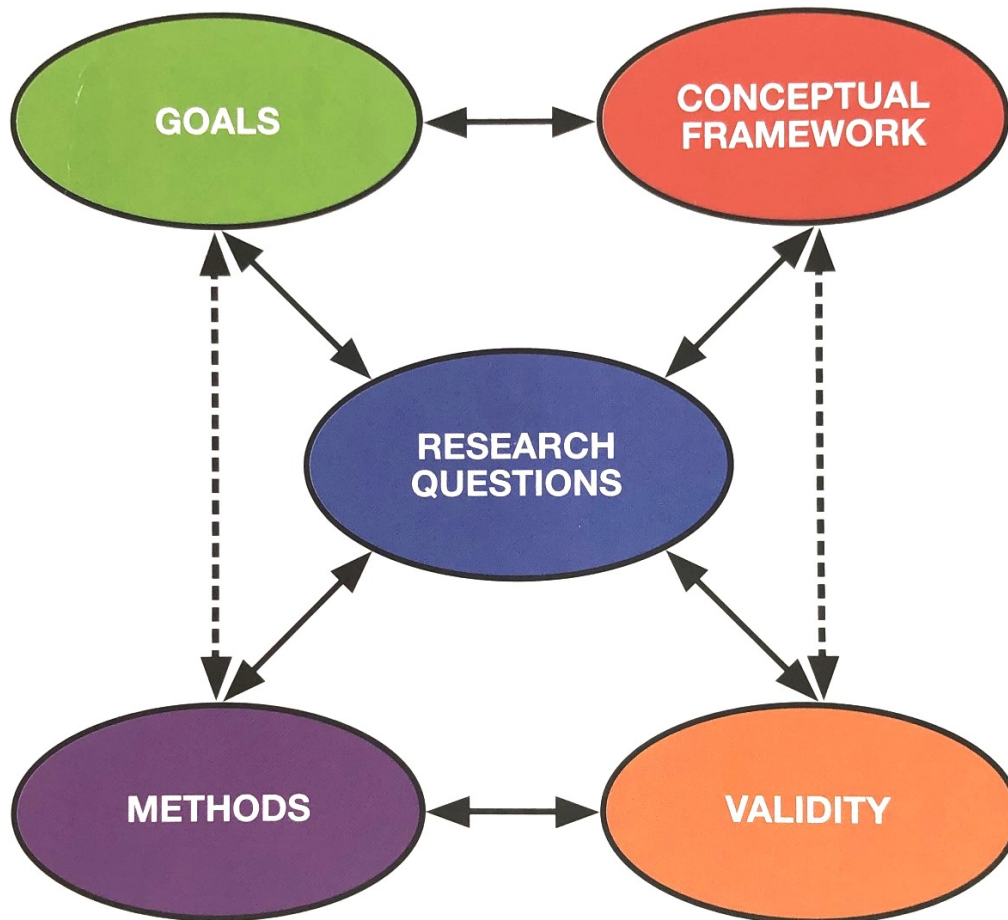 GOALS
CONCEPTUAL
FRAMEWORK
RESEARCH
QUESTIONS
METHODS
VALIDITY